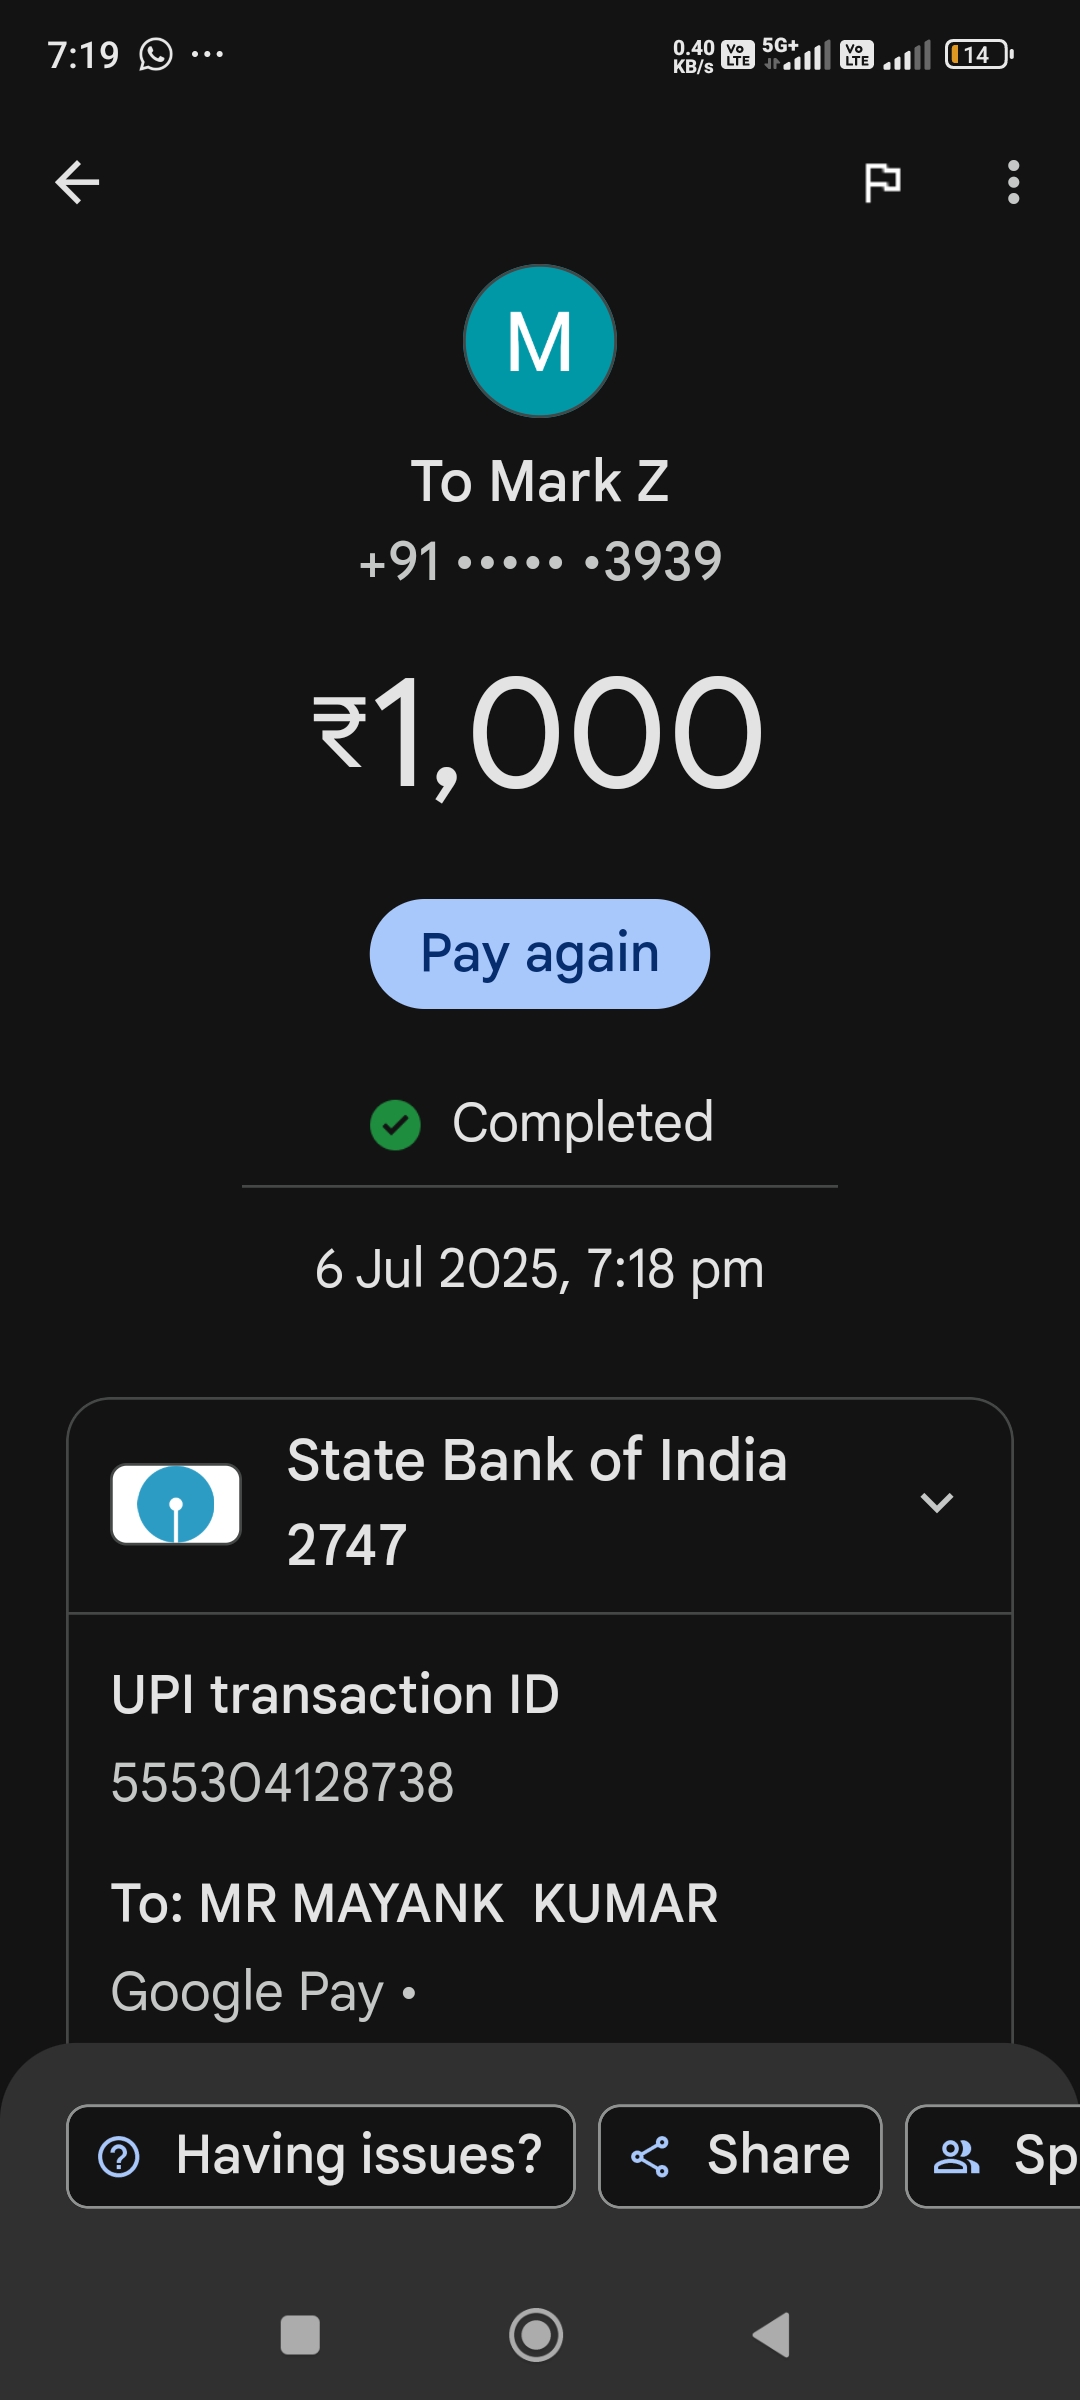 7:19 ... 0.40 KB/s Vo LTE 5G+ Vo LTE 14
M
To Mark Z
+91 ••••• •3939
₹1,000
Pay again
Completed
6 Jul 2025, 7:18 pm
State Bank of India
2747
UPI transaction ID
555304128738
To: MR MAYANK  KUMAR
Google Pay •
Having issues? Share Sp